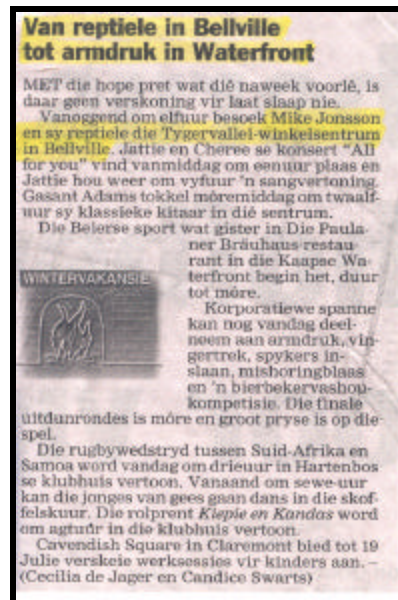 Van reptiele in Bellville
tot armdruk in Waterfront
MET die hope pret wat dié naweek voorlê, is
daar geen verskoning vir laat slaap nie.
Vanoggend om elfuur besoek Mike Jonsson
en sy reptiele die Tygervallei-winkelsentrum
in Bellville. Jattie en Cheree se konsert "All
for you" vind vanmiddag om eenuur plaas en
Jattie hou weer om vyfuur 'n sangvertoning.
Gasant Adams tokkel môremiddag om twaalf-
uur sy klassieke kitaar in dié sentrum.
Die Beierse sport wat gister in Die Paula-
ner Bräuhaus-restau-
rant in die Kaapse Wa-
terfront begin het, duur
tot môre.
WINTERVAKANSIE
Korporatiewe spanne
kan nog vandag deel-
neem aan armdruk, vin-
gertrek, spykers in-
slaan, mishoringblaas
en 'n bierbekervashou-
kompetisie. Die finale
uitdunrondes is môre en groot pryse is op die
spel.
Die rugbywedstryd tussen Suid-Afrika en
Samoa word vandag om drieuur in Hartenbos
se klubhuis vertoon. Vanaand om sewe-uur
kan die jonges van gees gaan dans in die skof-
felskuur. Die rolprent Kiepie en Kandas word
om agtuur in die klubhuis vertoon.
Cavendish Square in Claremont bied tot 19
Julie verskeie werksessies vir kinders aan. –
(Cecilia de Jager en Candice Swarts)